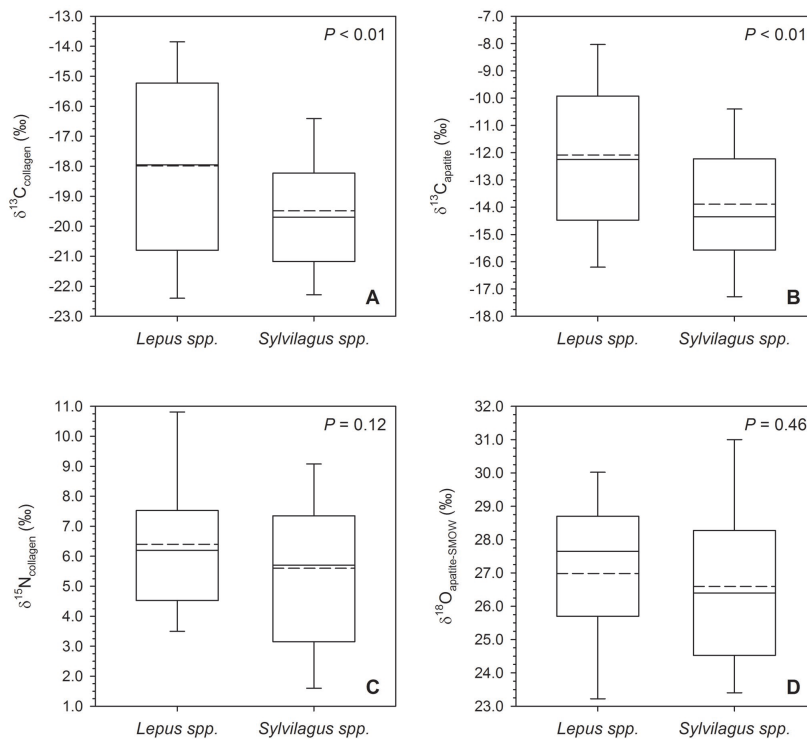 -13.0
-14.0
-15.0
-16.0
-17.0
-18.0
-19.0
-20.0
-21.0
-22.0
-23.0
δ13Ccollagen (‰)
P < 0.01
A
Lepus spp. Sylvilagus spp.
-7.0
-8.0
-9.0
-10.0
-11.0
-12.0
-13.0
-14.0
-15.0
-16.0
-17.0
-18.0
δ13Capatite (‰)
P < 0.01
B
Lepus spp. Sylvilagus spp.
11.0
10.0
9.0
8.0
7.0
6.0
5.0
4.0
3.0
2.0
1.0
δ15Ncollagen (‰)
P = 0.12
C
Lepus spp. Sylvilagus spp.
32.0
31.0
30.0
29.0
28.0
27.0
26.0
25.0
24.0
23.0
δ18Oapatite-SMOW (‰)
P = 0.46
D
Lepus spp. Sylvilagus spp.